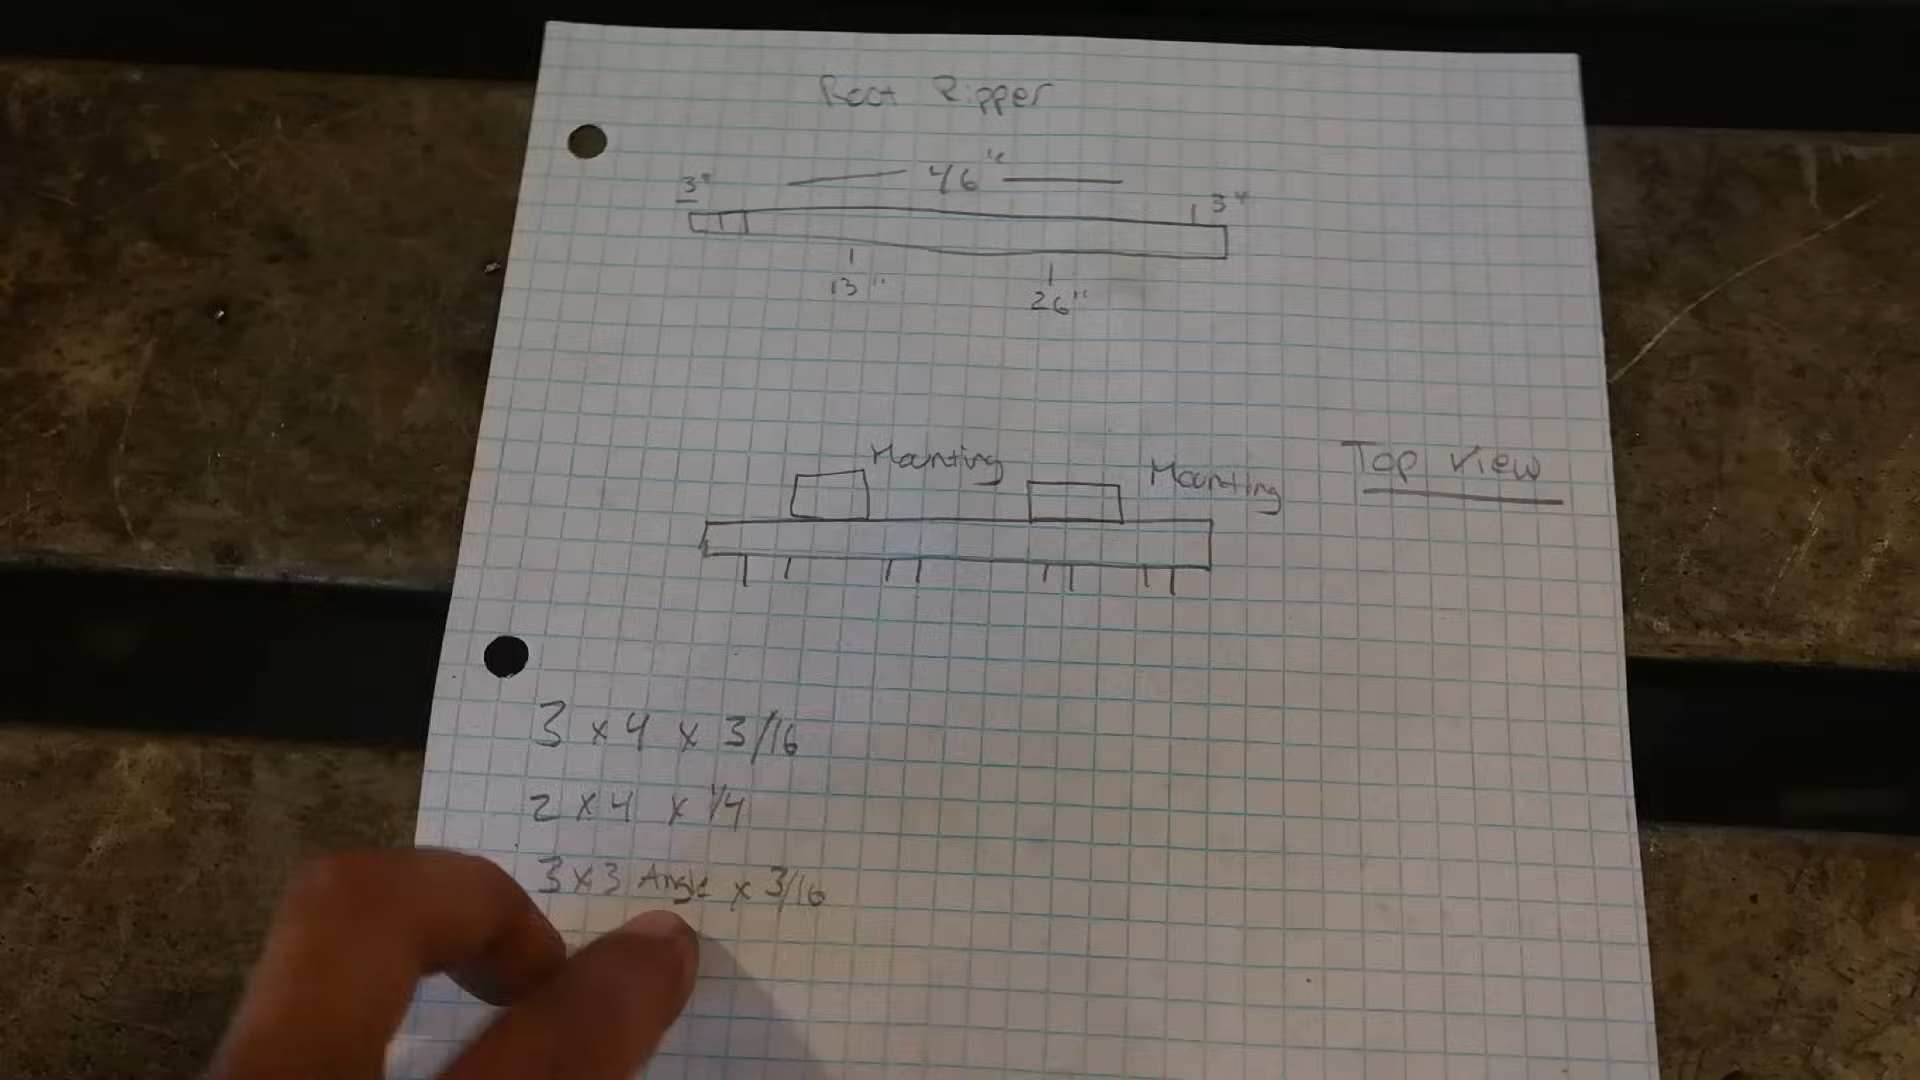 Root Ripper
46"
3"
3"
13"
26"
Mounting
Mounting
Top View
3 x 4 x 3/16
2 x 4 x 1/4
3 x 3 Angle x 3/16